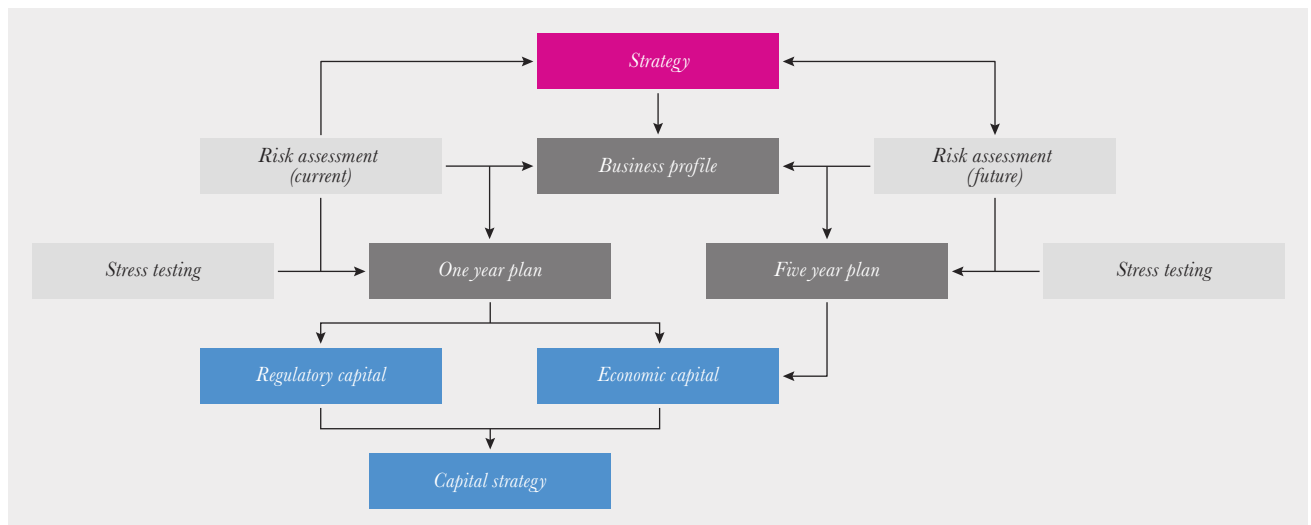 Strategy
Risk assessment
(current)
Business profile
Risk assessment
(future)
Stress testing
One year plan
Five year plan
Stress testing
Regulatory capital
Economic capital
Capital strategy